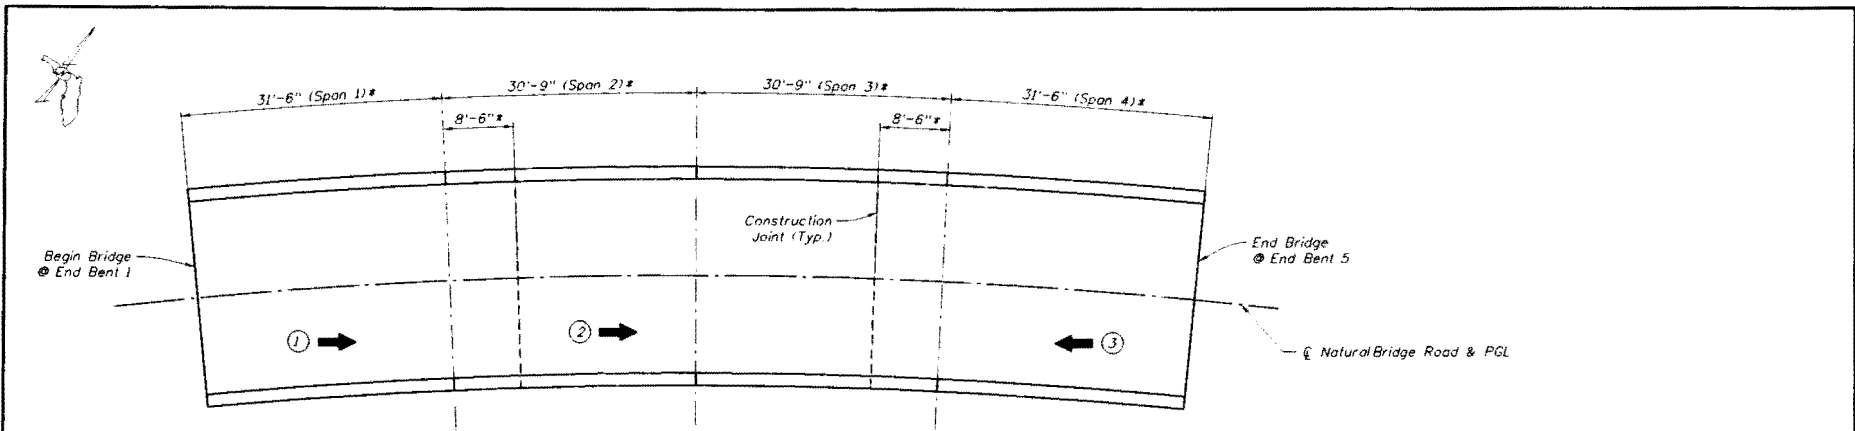 31'-6" (Span 1)*
30'-9" (Span 2)*
30'-9" (Span 3)*
31'-6" (Span 4)*
8'-6"*
8'-6"*
Construction
Joint (Typ.)
Begin Bridge
@ End Bent 1
End Bridge
@ End Bent 5
1
2
3
℄ Natural Bridge Road & PGL